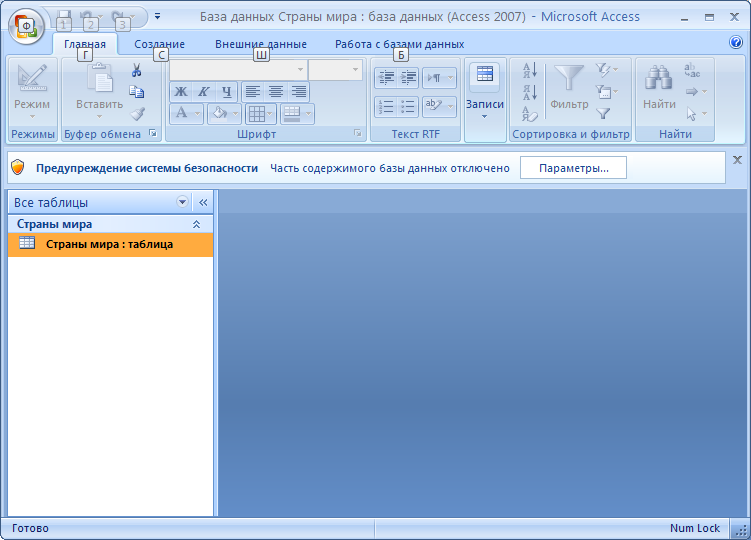 База данных Страны мира : база данных (Access 2007) - Microsoft Access
Ф 1 2 3
Главная Создание Внешние данные Работа с базами данных
Г С Ш Б
Режим Вставить Ж К Ч Записи Фильтр Найти
Режимы Буфер обмена Шрифт Текст RTF Сортировка и фильтр Найти
Предупреждение системы безопасности Часть содержимого базы данных отключено Параметры...
Все таблицы
Страны мира
Страны мира : таблица
Готово Num Lock